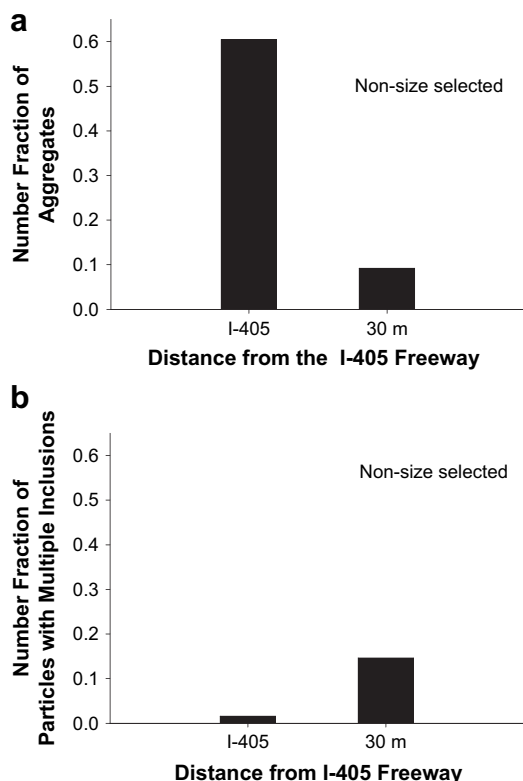 a
Number Fraction of
Aggregates
0.6
0.5
0.4
0.3
0.2
0.1
0.0
Non-size selected
I-405
30 m
Distance from the I-405 Freeway
b
Number Fraction of
Particles with Multiple Inclusions
0.6
0.5
0.4
0.3
0.2
0.1
0.0
Non-size selected
I-405
30 m
Distance from I-405 Freeway